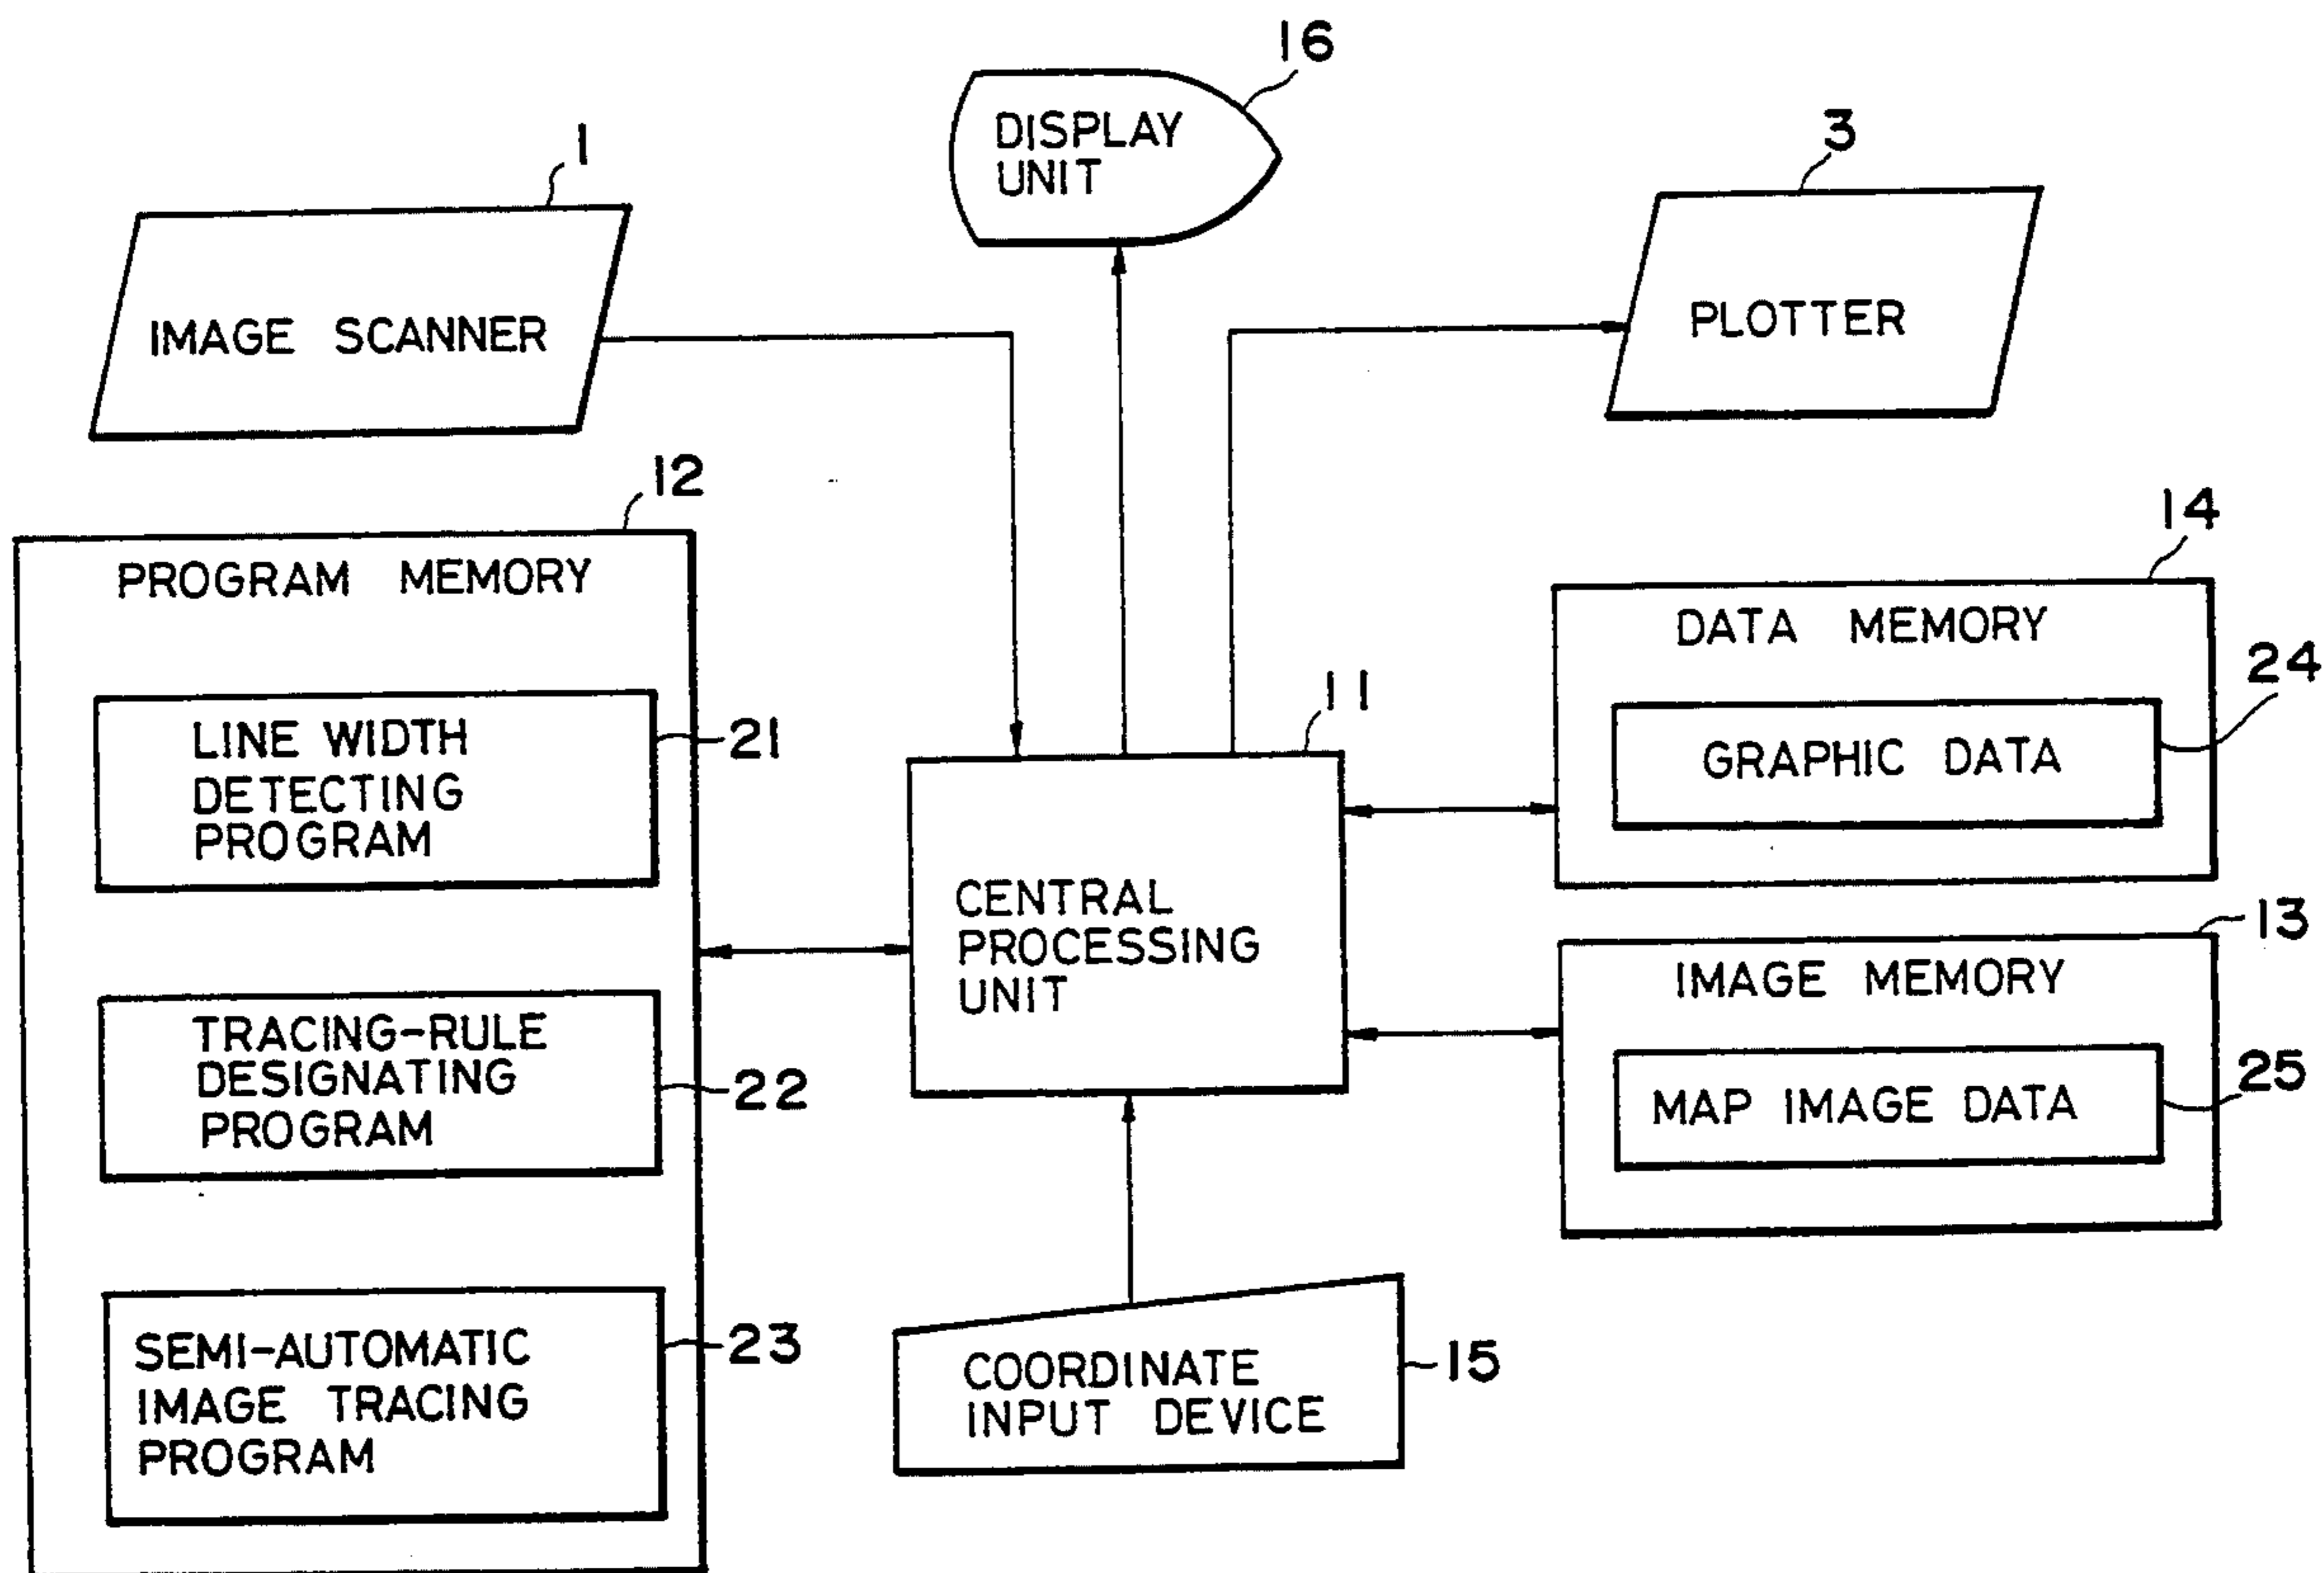 16
DISPLAY
UNIT
1
3
IMAGE SCANNER
PLOTTER
12
PROGRAM MEMORY
14
DATA MEMORY
24
GRAPHIC DATA
LINE WIDTH
DETECTING
PROGRAM
21
11
CENTRAL
PROCESSING
UNIT
13
IMAGE MEMORY
25
MAP IMAGE DATA
TRACING-RULE
DESIGNATING
PROGRAM
22
SEMI-AUTOMATIC
IMAGE TRACING
PROGRAM
23
COORDINATE
INPUT DEVICE
15